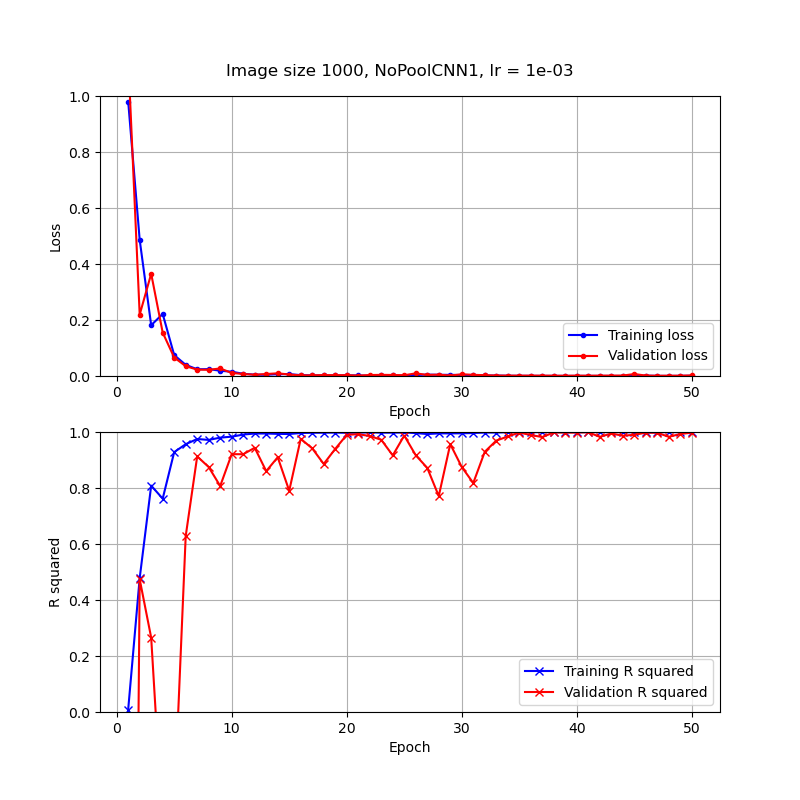 Image size 1000, NoPoolCNN1, lr = 1e-03
1.0
0.8
0.6
0.4
0.2
0.0
Loss
Training loss
Validation loss
0 10 20 30 40 50
Epoch
1.0
0.8
0.6
0.4
0.2
0.0
R squared
Training R squared
Validation R squared
0 10 20 30 40 50
Epoch